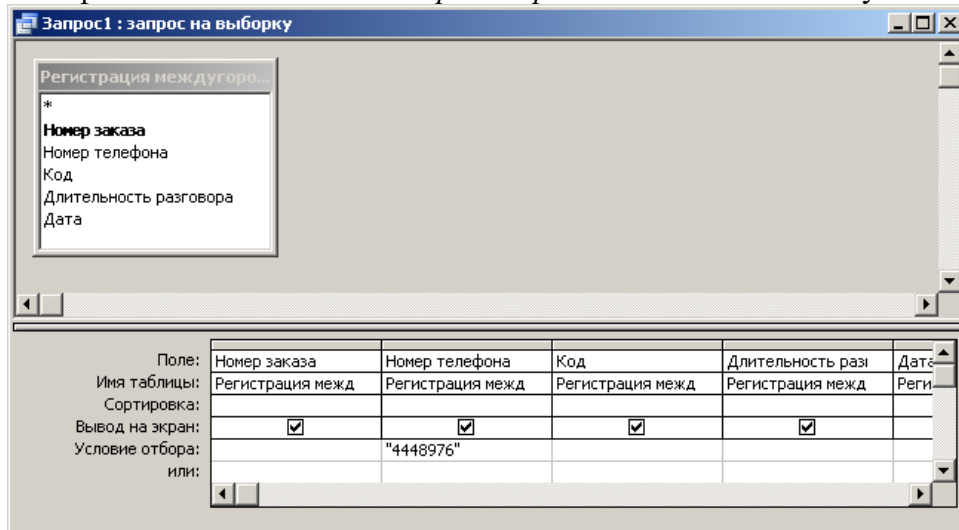 Запрос1 : запрос на выборку
Регистрация междугоро...
*
Номер заказа
Номер телефона
Код
Длительность разговора
Дата
Поле: Номер заказа Номер телефона Код Длительность разг Дата
Имя таблицы: Регистрация межд Регистрация межд Регистрация межд Регистрация межд Реги
Сортировка:
Вывод на экран:
Условие отбора: "4448976"
или: